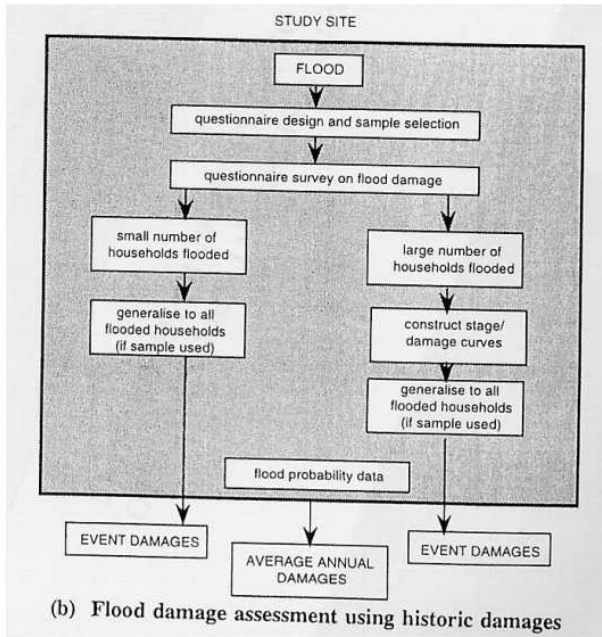 STUDY SITE
FLOOD
questionnaire design and sample selection
questionnaire survey on flood damage
small number of
households flooded
large number of
households flooded
generalise to all
flooded households
(if sample used)
construct stage/
damage curves
generalise to all
flooded households
(if sample used)
flood probability data
EVENT DAMAGES
AVERAGE ANNUAL
DAMAGES
EVENT DAMAGES
(b) Flood damage assessment using historic damages